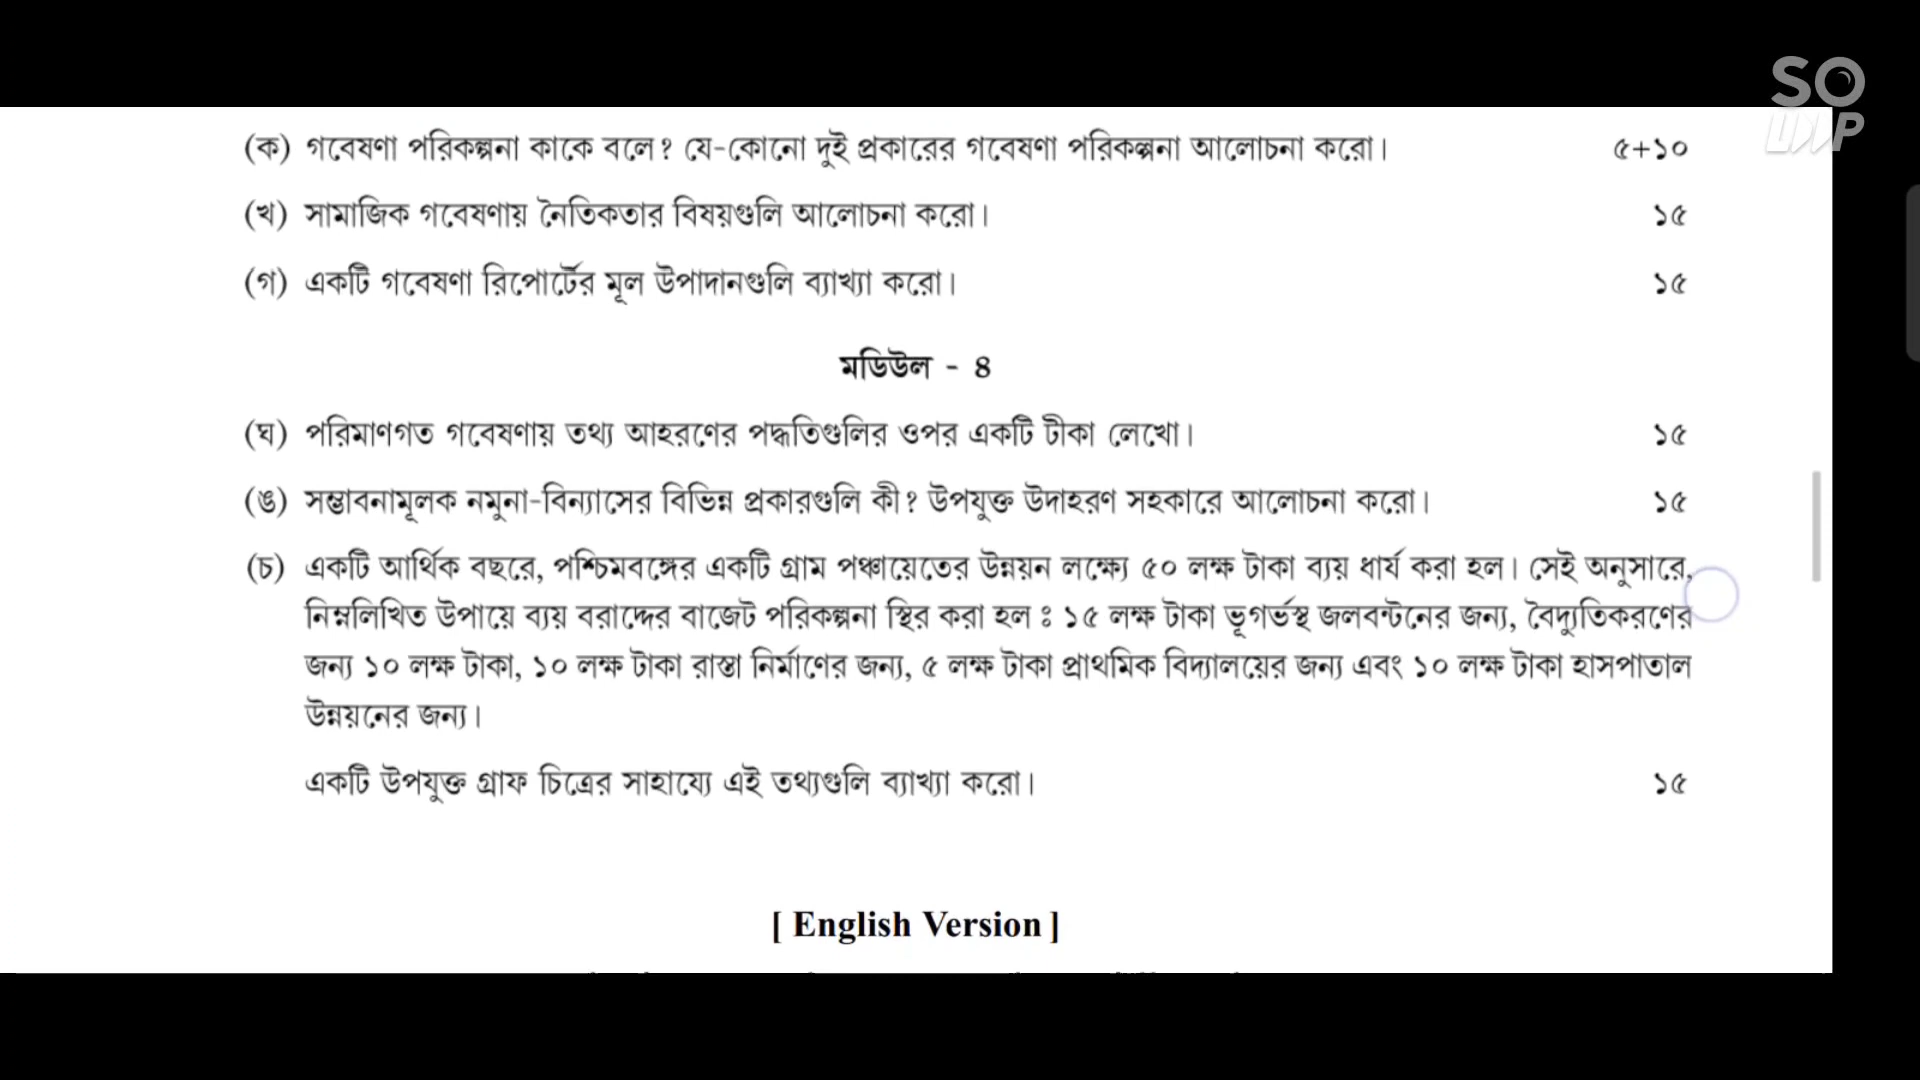 SO
UMP
(ক) গবেষণা পরিকল্পনা কাকে বলে? যে-কোনো দুই প্রকারের গবেষণা পরিকল্পনা আলোচনা করো। ৫+১০
(খ) সামাজিক গবেষণায় নৈতিকতার বিষয়গুলি আলোচনা করো। ১৫
(গ) একটি গবেষণা রিপোর্টের মূল উপাদানগুলি ব্যাখ্যা করো। ১৫
মডিউল - ৪
(ঘ) পরিমাণগত গবেষণায় তথ্য আহরণের পদ্ধতিগুলির ওপর একটি টীকা লেখো। ১৫
(ঙ) সম্ভাবনামূলক নমুনা-বিন্যাসের বিভিন্ন প্রকারগুলি কী? উপযুক্ত উদাহরণ সহকারে আলোচনা করো। ১৫
(চ) একটি আর্থিক বছরে, পশ্চিমবঙ্গের একটি গ্রাম পঞ্চায়েতের উন্নয়ন লক্ষ্যে ৫০ লক্ষ টাকা ব্যয় ধার্য করা হল। সেই অনুসারে,
নিম্নলিখিত উপায়ে ব্যয় বরাদ্দের বাজেট পরিকল্পনা স্থির করা হল ঃ ১৫ লক্ষ টাকা ভূগর্ভস্থ জলবন্টনের জন্য, বৈদ্যুতিকরণের
জন্য ১০ লক্ষ টাকা, ১০ লক্ষ টাকা রাস্তা নির্মাণের জন্য, ৫ লক্ষ টাকা প্রাথমিক বিদ্যালয়ের জন্য এবং ১০ লক্ষ টাকা হাসপাতাল
উন্নয়নের জন্য।
একটি উপযুক্ত গ্রাফ চিত্রের সাহায্যে এই তথ্যগুলি ব্যাখ্যা করো। ১৫
[ English Version ]